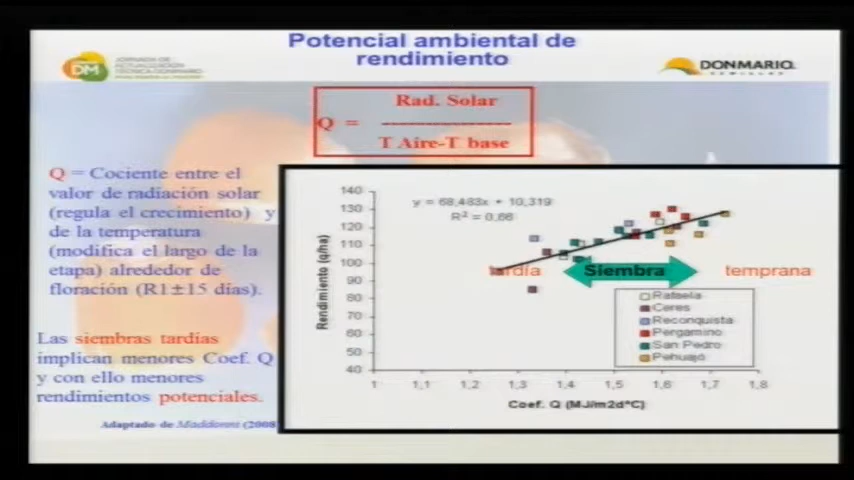 Potencial ambiental de
rendimiento
DM
JORNADA DE
ACTUALIZACIÓN
TÉCNICA DONMARIO
DONMARIO.
SEMILLAS
Rad. Solar
Q = ----------------
T Aire-T base
Q = Cociente entre el
valor de radiación solar
(regula el crecimiento) y
de la temperatura
(modifica el largo de la
etapa) alrededor de
floración (R1±15 días).
Las siembras tardías
implican menores Coef. Q
y con ello menores
rendimientos potenciales.
Adaptado de Maddonni (2008
Rendimiento (q/ha)
140
130
120
110
100
90
80
70
60
50
40
y = 68,483x + 10,319
R² = 0,66
tardía
Siembra
temprana
Rafaela
Ceres
Reconquista
Pergamino
San Pedro
Pehuajó
1 1,1 1,2 1,3 1,4 1,5 1,6 1,7 1,8
Coef. Q (MJ/m2d°C)